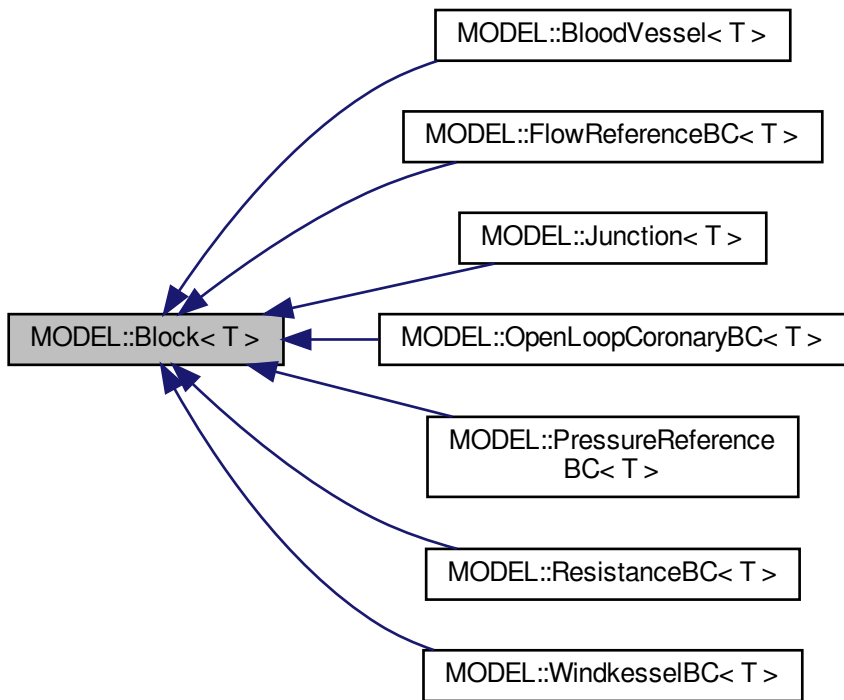 MODEL::BloodVessel< T >
MODEL::FlowReferenceBC< T >
MODEL::Junction< T >
MODEL::Block< T >
MODEL::OpenLoopCoronaryBC< T >
MODEL::PressureReference
BC< T >
MODEL::ResistanceBC< T >
MODEL::WindkesselBC< T >